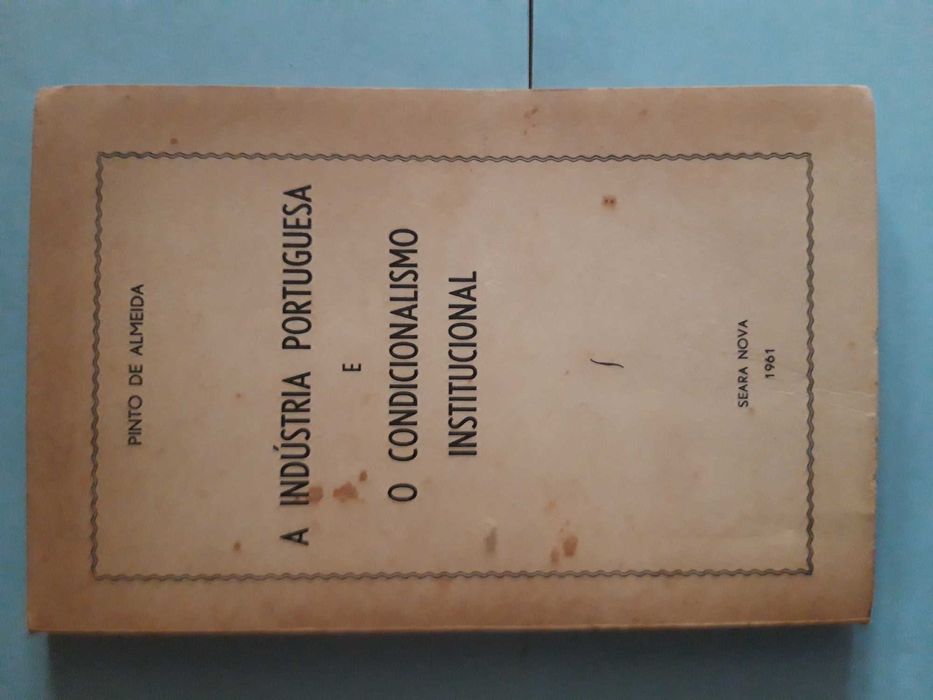 PINTO DE ALMEIDA
A INDÚSTRIA PORTUGUESA
E
O CONDICIONALISMO
INSTITUCIONAL
SEARA NOVA
1961